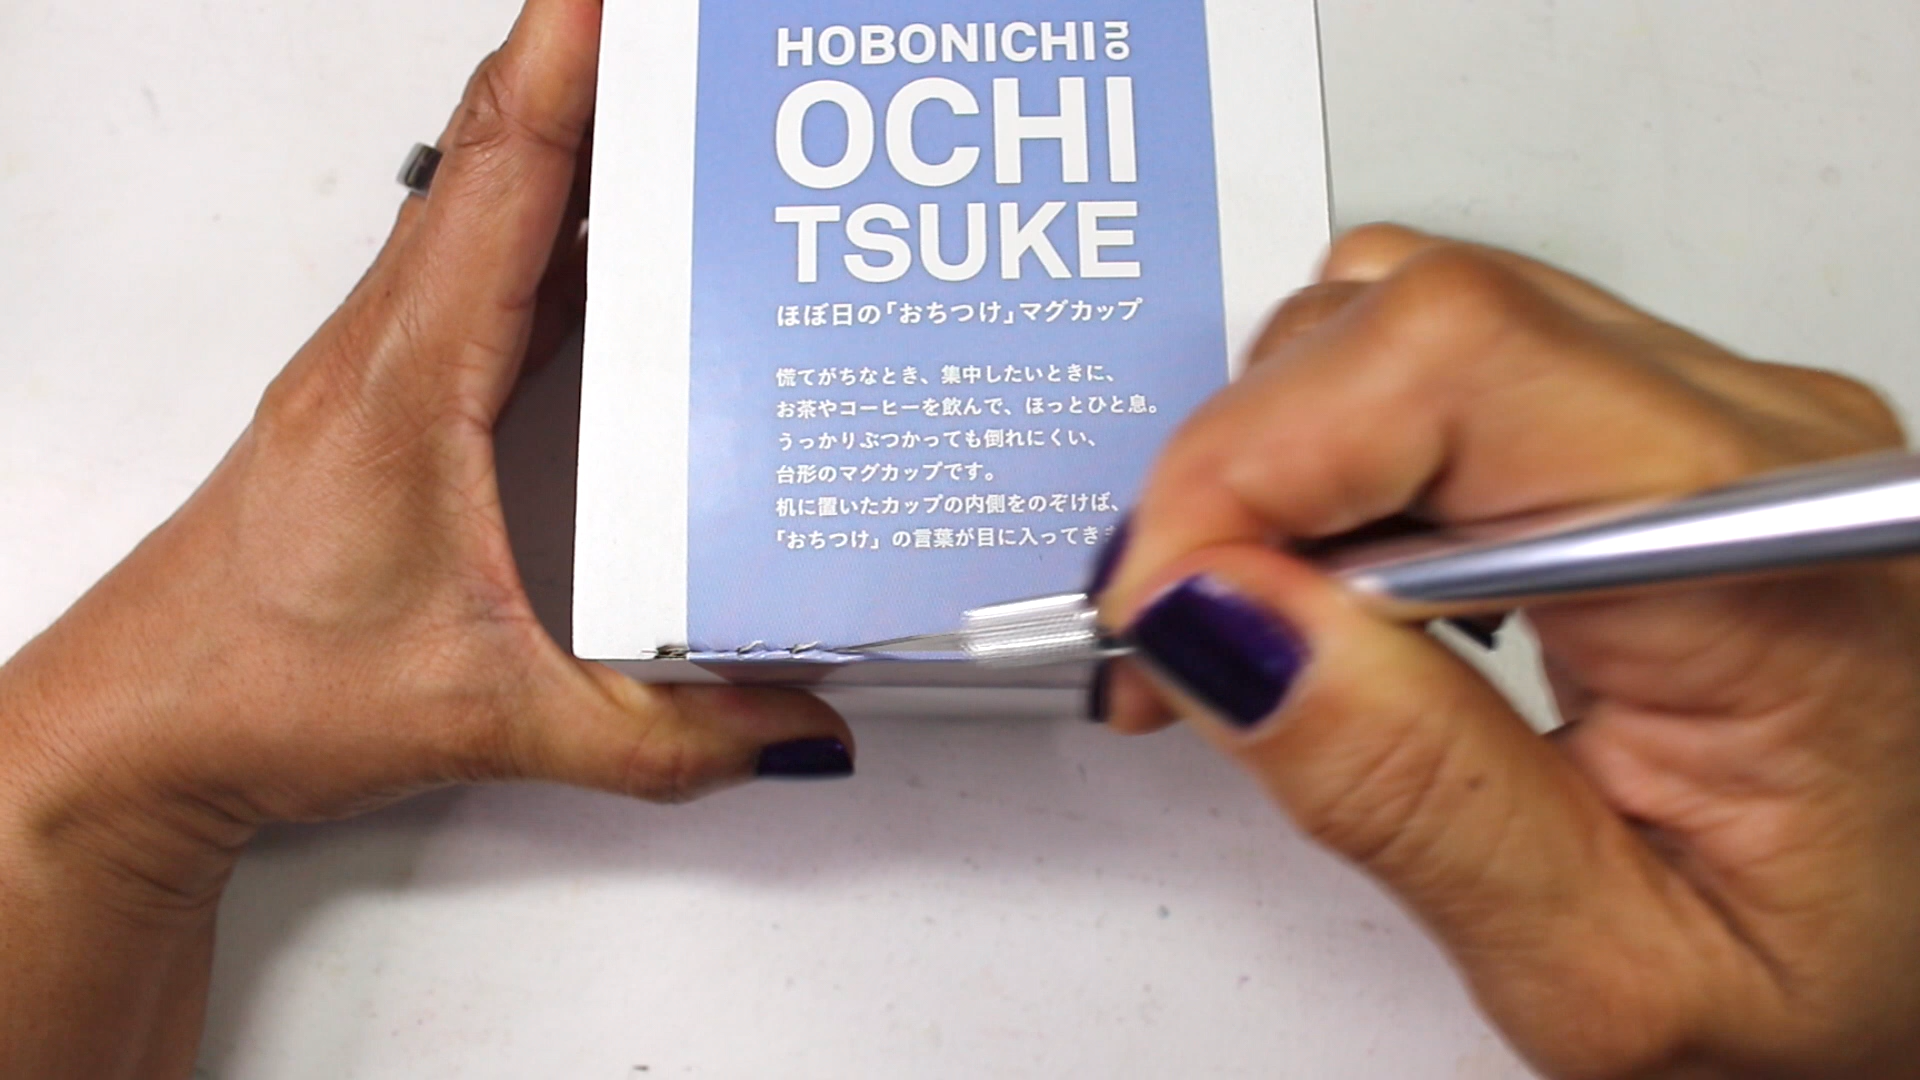 HOBONICHI no
OCHI
TSUKE
ほぼ日の「おちつけ」マグカップ
慌てがちなとき、集中したいときに、
お茶やコーヒーを飲んで、ほっとひと息。
うっかりぶつかっても倒れにくい、
台形のマグカップです。
机に置いたカップの内側をのぞけば、
「おちつけ」の言葉が目に入ってきま